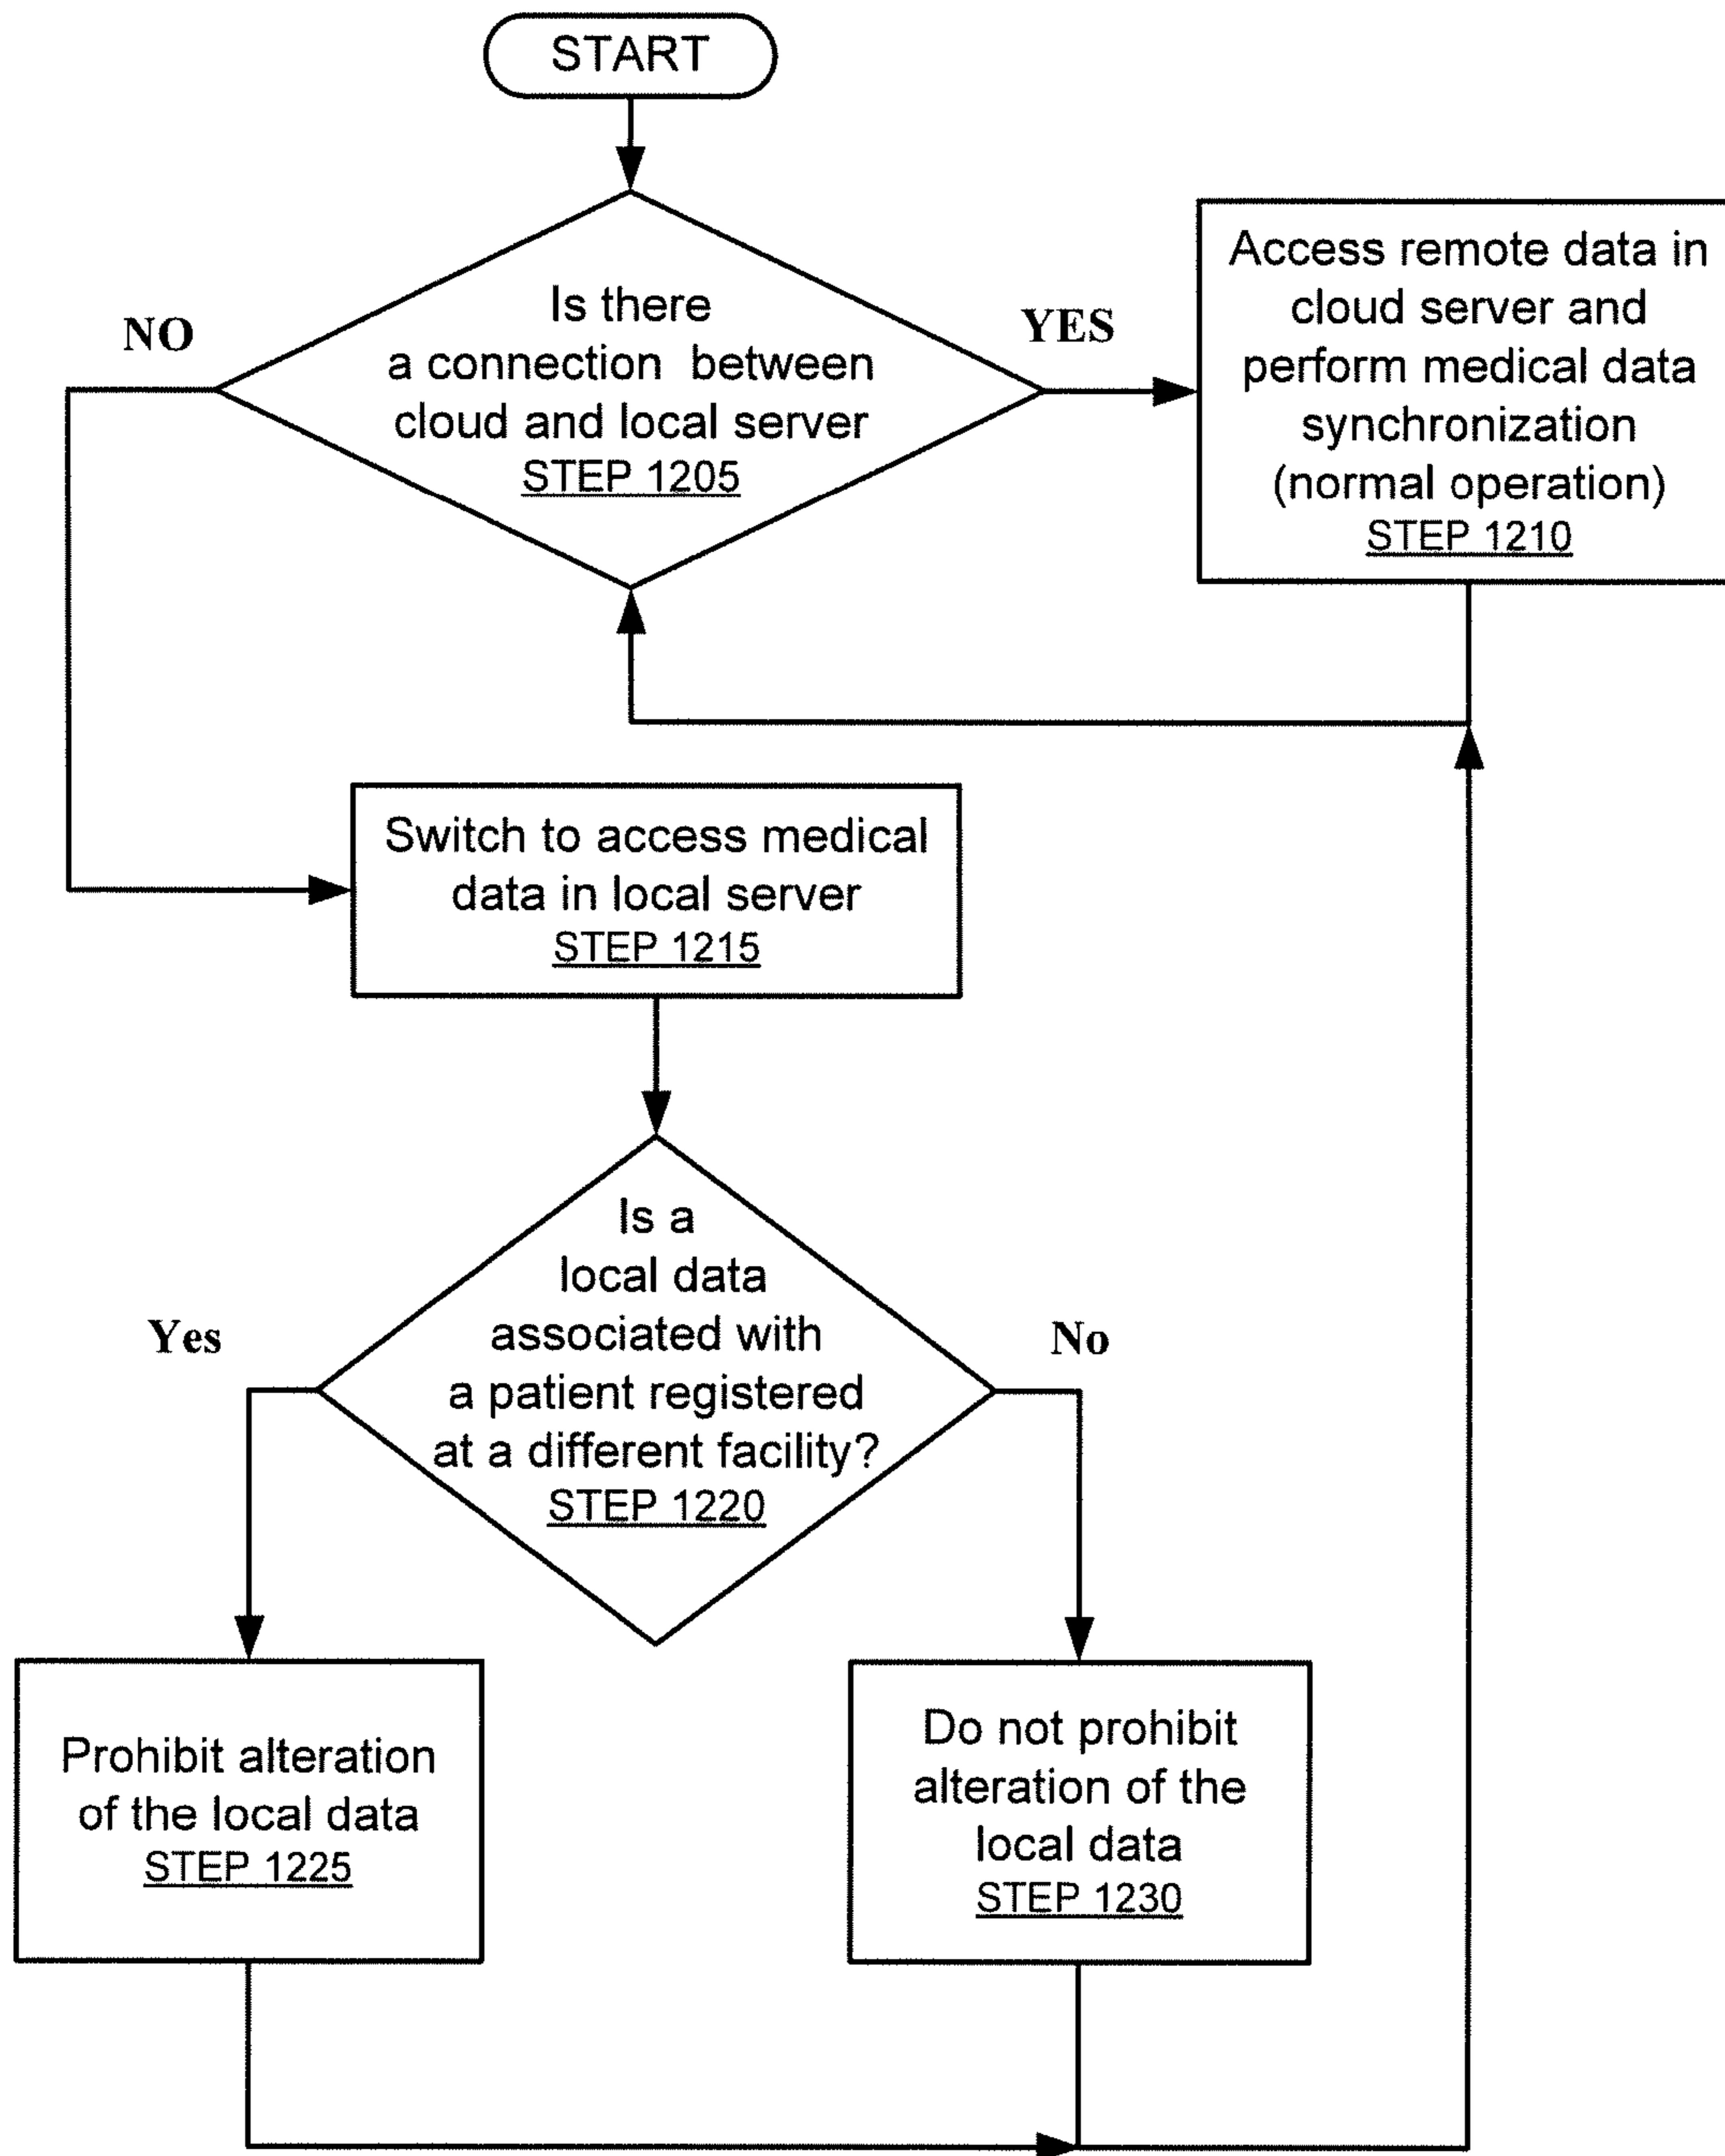 START
Is there
a connection between
cloud and local server
STEP 1205
NO
YES
Access remote data in
cloud server and
perform medical data
synchronization
(normal operation)
STEP 1210
Switch to access medical
data in local server
STEP 1215
Is a
local data
associated with
a patient registered
at a different facility?
STEP 1220
Yes
No
Prohibit alteration
of the local data
STEP 1225
Do not prohibit
alteration of the
local data
STEP 1230